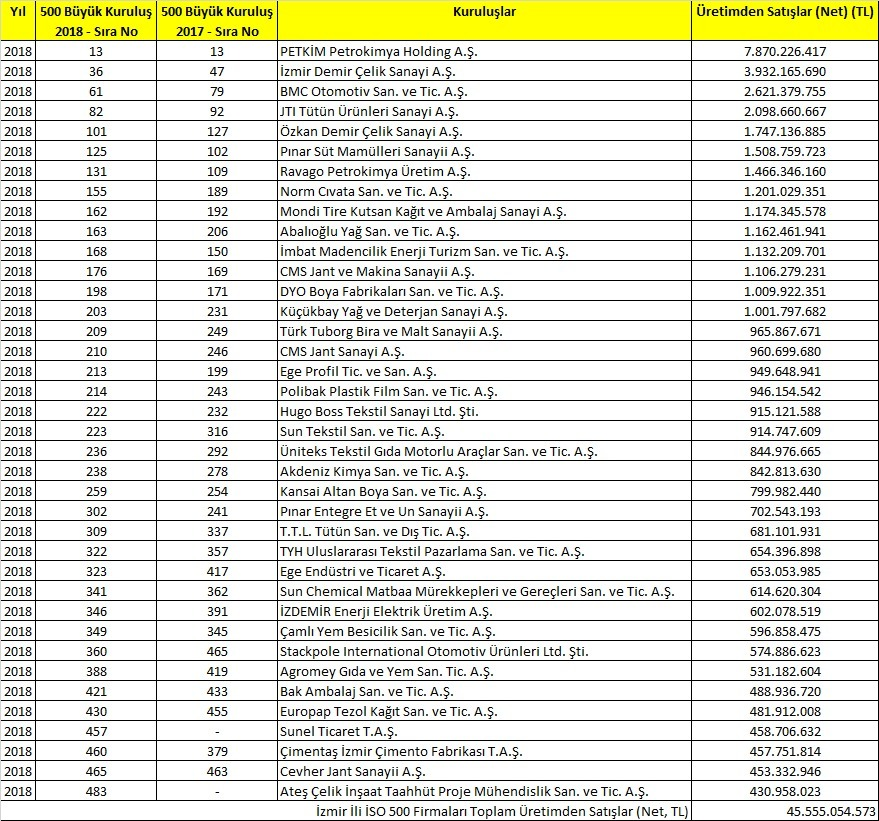 Yıl 500 Büyük Kuruluş 2018 - Sıra No 500 Büyük Kuruluş 2017 - Sıra No Kuruluşlar Üretimden Satışlar (Net) (TL)
2018 13 13 PETKİM Petrokimya Holding A.Ş. 7.870.226.417
2018 36 47 İzmir Demir Çelik Sanayi A.Ş. 3.932.165.690
2018 61 79 BMC Otomotiv San. ve Tic. A.Ş. 2.621.379.755
2018 82 92 JTI Tütün Ürünleri Sanayi A.Ş. 2.098.660.667
2018 101 127 Özkan Demir Çelik Sanayi A.Ş. 1.747.136.885
2018 125 102 Pınar Süt Mamülleri Sanayii A.Ş. 1.508.759.723
2018 131 109 Ravago Petrokimya Üretim A.Ş. 1.466.346.160
2018 155 189 Norm Cıvata San. ve Tic. A.Ş. 1.201.029.351
2018 162 192 Mondi Tire Kutsan Kağıt ve Ambalaj Sanayi A.Ş. 1.174.345.578
2018 163 206 Abalıoğlu Yağ San. ve Tic. A.Ş. 1.162.461.941
2018 168 150 İmbat Madencilik Enerji Turizm San. ve Tic. A.Ş. 1.132.209.701
2018 176 169 CMS Jant ve Makina Sanayii A.Ş. 1.106.279.231
2018 198 171 DYO Boya Fabrikaları San. ve Tic. A.Ş. 1.009.922.351
2018 203 231 Küçükbay Yağ ve Deterjan Sanayi A.Ş. 1.001.797.682
2018 209 249 Türk Tuborg Bira ve Malt Sanayii A.Ş. 965.867.671
2018 210 246 CMS Jant Sanayi A.Ş. 960.699.680
2018 213 199 Ege Profil Tic. ve San. A.Ş. 949.648.941
2018 214 243 Polibak Plastik Film San. ve Tic. A.Ş. 946.154.542
2018 222 232 Hugo Boss Tekstil Sanayi Ltd. Şti. 915.121.588
2018 223 316 Sun Tekstil San. ve Tic. A.Ş. 914.747.609
2018 236 292 Üniteks Tekstil Gıda Motorlu Araçlar San. ve Tic. A.Ş. 844.976.665
2018 238 278 Akdeniz Kimya San. ve Tic. A.Ş. 842.813.630
2018 259 254 Kansai Altan Boya San. ve Tic. A.Ş. 799.982.440
2018 302 241 Pınar Entegre Et ve Un Sanayii A.Ş. 702.543.193
2018 309 337 T.T.L. Tütün San. ve Dış Tic. A.Ş. 681.101.931
2018 322 357 TYH Uluslararası Tekstil Pazarlama San. ve Tic. A.Ş. 654.396.898
2018 323 417 Ege Endüstri ve Ticaret A.Ş. 653.053.985
2018 341 362 Sun Chemical Matbaa Mürekkepleri ve Gereçleri San. ve Tic. A.Ş. 614.620.304
2018 346 391 İZDEMİR Enerji Elektrik Üretim A.Ş. 602.078.519
2018 349 345 Çamlı Yem Besicilik San. ve Tic. A.Ş. 596.858.475
2018 360 465 Stackpole International Otomotiv Ürünleri Ltd. Şti. 574.886.623
2018 388 419 Agromey Gıda ve Yem San. Tic. A.Ş. 531.182.604
2018 421 433 Bak Ambalaj San. ve Tic. A.Ş. 488.936.720
2018 430 455 Europap Tezol Kağıt San. ve Tic. A.Ş. 481.912.008
2018 457 - Sunel Ticaret T.A.Ş. 458.706.632
2018 460 379 Çimentaş İzmir Çimento Fabrikası T.A.Ş. 457.751.814
2018 465 463 Cevher Jant Sanayii A.Ş. 453.332.946
2018 483 - Ateş Çelik İnşaat Taahhüt Proje Mühendislik San. ve Tic. A.Ş. 430.958.023
İzmir İli İSO 500 Firmaları Toplam Üretimden Satışlar (Net, TL) 45.555.054.573